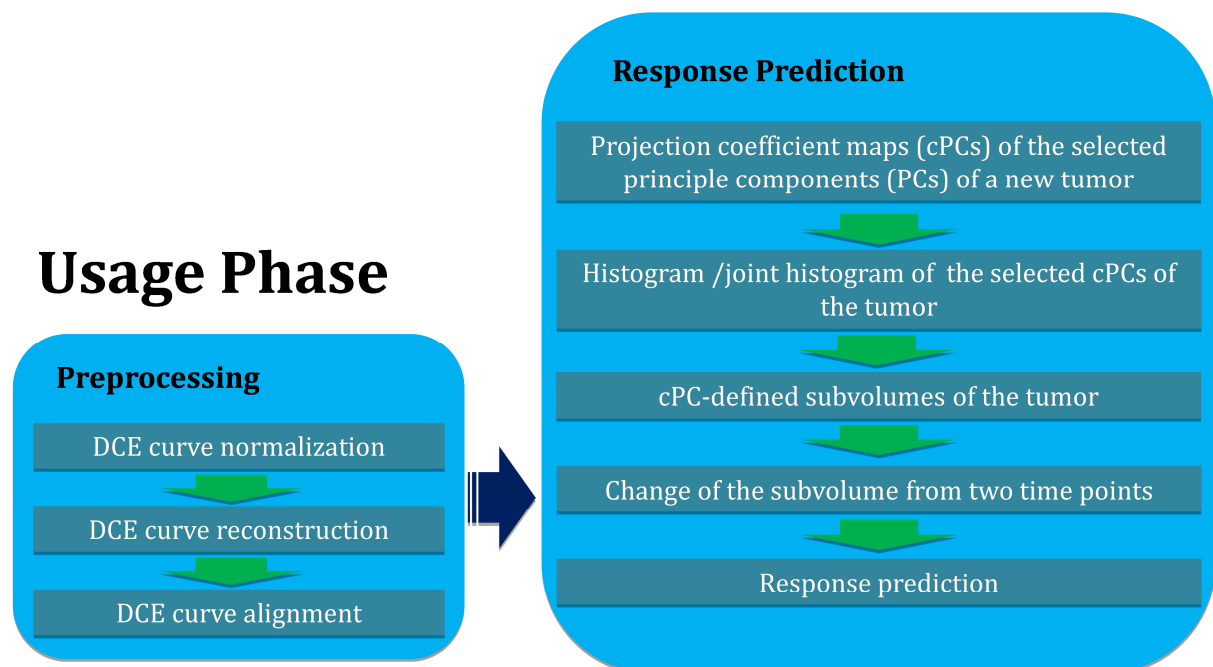 Usage Phase
Preprocessing
DCE curve normalization
DCE curve reconstruction
DCE curve alignment
Response Prediction
Projection coefficient maps (cPCs) of the selected
principle components (PCs) of a new tumor
Histogram /joint histogram of  the selected cPCs of
the tumor
cPC-defined subvolumes of the tumor
Change of the subvolume from two time points
Response prediction